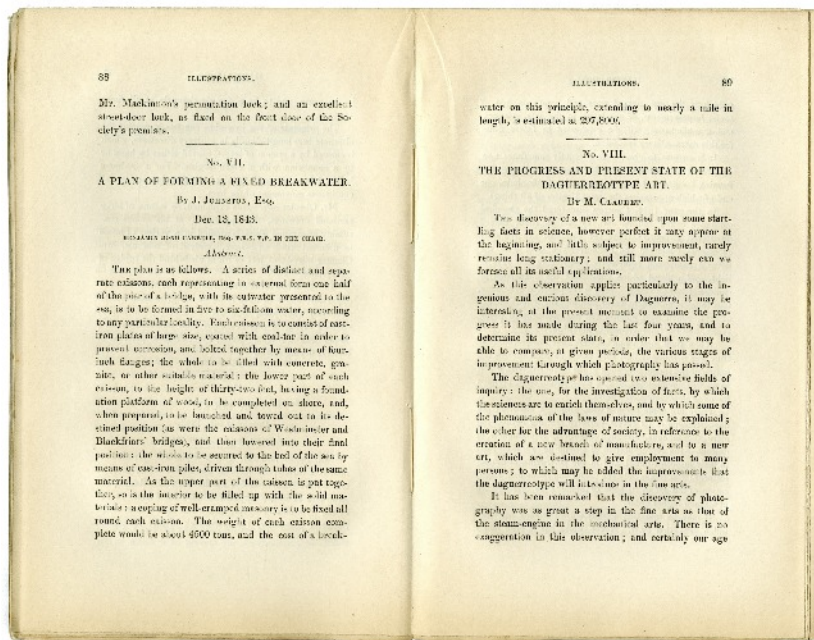 88
ILLUSTRATIONS.
Mr. Mackinnon's permutation lock; and an excellent
street-door lock, as fixed on the front door of the So-
ciety's premises.
No. VII.
A PLAN OF FORMING A FIXED BREAKWATER.
BY J. JOHNSTON, ESQ.
Dec. 13, 1843.
BENJAMIN BOND CABBELL, ESQ. F.R.S. V.P. IN THE CHAIR.
Abstract.
THE plan is as follows. A series of distinct and sepa-
rate caissons, each representing in external form one half
of the pier of a bridge, with its cutwater presented to the
sea, is to be formed in five to six-fathom water, according
to any particular locality. Each caisson is to consist of cast-
iron plates of large size, coated with coal-tar in order to
prevent corrosion, and bolted together by means of four-
inch flanges; the whole to be filled with concrete, gra-
nite, or other suitable material: the lower part of each
caisson, to the height of thirty-two feet, having a found-
ation platform of wood, to be completed on shore, and,
when prepared, to be launched and towed out to its de-
stined position (as were the caissons of Westminster and
Blackfriars' bridges), and then lowered into their final
position: the whole to be secured to the bed of the sea by
means of cast-iron piles, driven through tubes of the same
material. As the upper part of the caisson is put toge-
ther, so is the interior to be filled up with the solid ma-
terials: a coping of well-cramped masonry is to be fixed all
round each caisson. The weight of each caisson com-
plete would be about 4500 tons, and the cost of a break-
ILLUSTRATIONS.
89
water on this principle, extending to nearly a mile in
length, is estimated at 297,800l.
No. VIII.
THE PROGRESS AND PRESENT STATE OF THE
DAGUERREOTYPE ART.
BY M. CLAUDET.
THE discovery of a new art founded upon some start-
ling facts in science, however perfect it may appear at
the beginning, and little subject to improvement, rarely
remains long stationary; and still more rarely can we
foresee all its useful applications.
As this observation applies particularly to the in-
genious and curious discovery of Daguerre, it may be
interesting at the present moment to examine the pro-
gress it has made during the last four years, and to
determine its present state, in order that we may be
able to compare, at given periods, the various stages of
improvement through which photography has passed.
The daguerreotype has opened two extensive fields of
inquiry: the one, for the investigation of facts, by which
the sciences are to enrich themselves, and by which some of
the phenomena of the laws of nature may be explained;
the other for the advantage of society, in reference to the
creation of a new branch of manufacture, and to a new
art, which are destined to give employment to many
persons; to which may be added the improvements that
the daguerreotype will introduce in the fine arts.
It has been remarked that the discovery of photo-
graphy was as great a step in the fine arts as that of
the steam-engine in the mechanical arts. There is no
exaggeration in this observation; and certainly our age